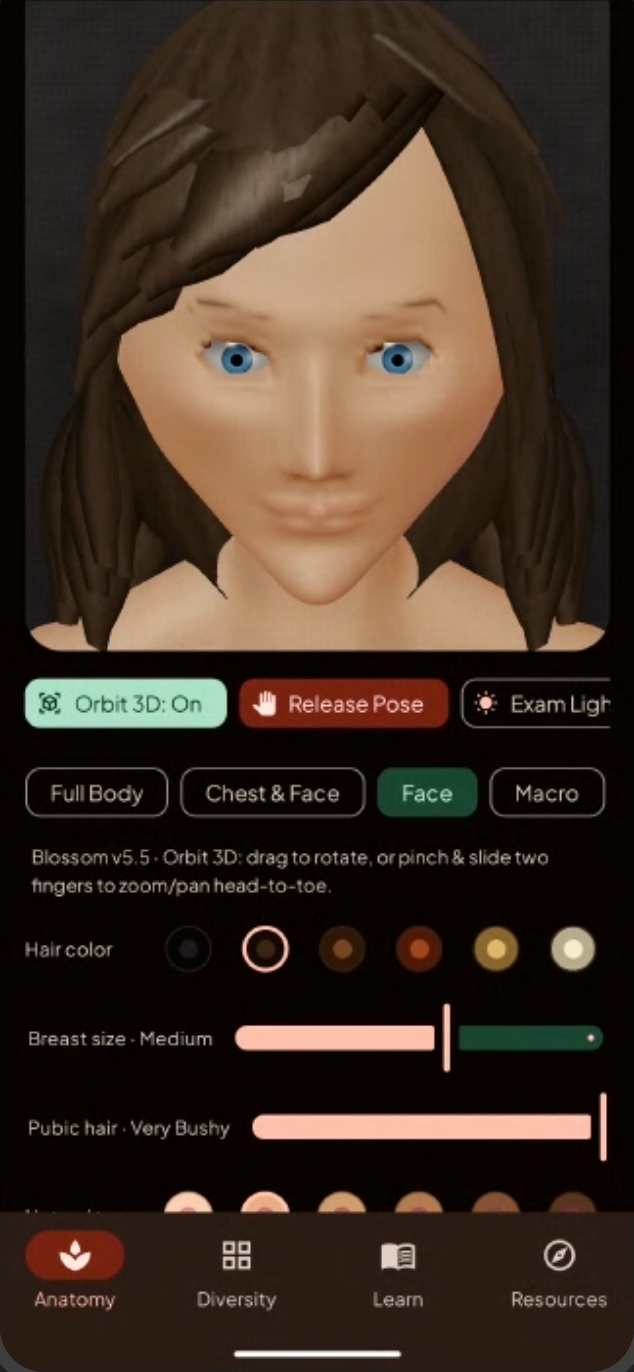 Orbit 3D: On
Release Pose
Exam Ligh
Full Body
Chest & Face
Face
Macro
Blossom v5.5 · Orbit 3D: drag to rotate, or pinch & slide two
fingers to zoom/pan head-to-toe.
Hair color
Breast size · Medium
Pubic hair · Very Bushy
Anatomy
Diversity
Learn
Resources